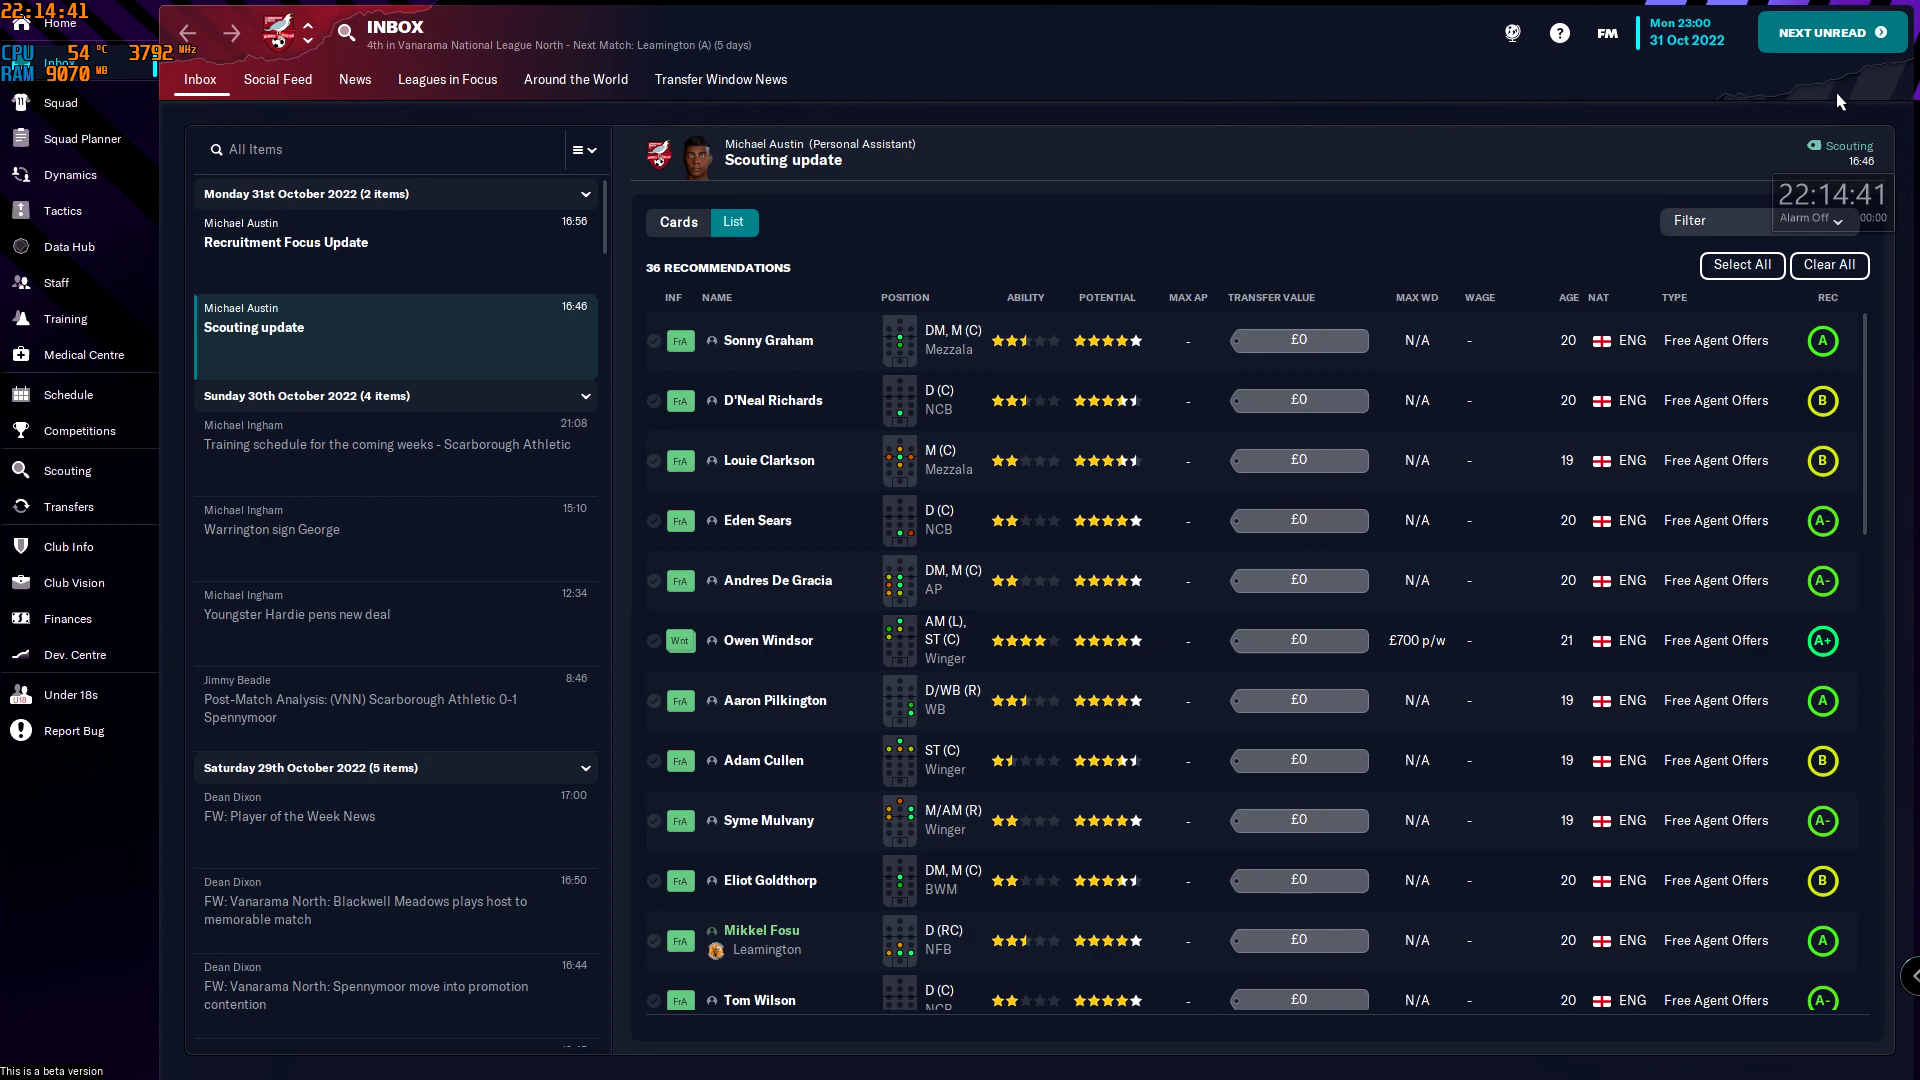 22:14:41
Home
CPU 54 °C 3792 MHz
Inbox
RAM 9070 MB
Squad
Squad Planner
Dynamics
Tactics
Data Hub
Staff
Training
Medical Centre
Schedule
Competitions
Scouting
Transfers
Club Info
Club Vision
Finances
Dev. Centre
Under 18s
Report Bug
This is a beta version
INBOX
4th in Vanarama National League North - Next Match: Leamington (A) (5 days)
FM
Mon 23:00
31 Oct 2022
NEXT UNREAD
Inbox Social Feed News Leagues in Focus Around the World Transfer Window News
All Items
Monday 31st October 2022 (2 items)
Michael Austin 16:56
Recruitment Focus Update
Michael Austin 16:46
Scouting update
Sunday 30th October 2022 (4 items)
Michael Ingham 21:08
Training schedule for the coming weeks - Scarborough Athletic
Michael Ingham 15:10
Warrington sign George
Michael Ingham 12:34
Youngster Hardie pens new deal
Jimmy Beadle 8:46
Post-Match Analysis: (VNN) Scarborough Athletic 0-1
Spennymoor
Saturday 29th October 2022 (5 items)
Dean Dixon 17:00
FW: Player of the Week News
Dean Dixon 16:50
FW: Vanarama North: Blackwell Meadows plays host to
memorable match
Dean Dixon 16:44
FW: Vanarama North: Spennymoor move into promotion
contention
Michael Austin (Personal Assistant)
Scouting update
Scouting
16:46
22:14:41
Alarm Off 00:00
Cards List
Filter
36 RECOMMENDATIONS
Select All Clear All
INF NAME POSITION ABILITY POTENTIAL MAX AP TRANSFER VALUE MAX WD WAGE AGE NAT TYPE REC
FrA Sonny Graham DM, M (C) Mezzala - £0 N/A - 20 ENG Free Agent Offers A
FrA D'Neal Richards D (C) NCB - £0 N/A - 20 ENG Free Agent Offers B
FrA Louie Clarkson M (C) Mezzala - £0 N/A - 19 ENG Free Agent Offers B
FrA Eden Sears D (C) NCB - £0 N/A - 20 ENG Free Agent Offers A-
FrA Andres De Gracia DM, M (C) AP - £0 N/A - 20 ENG Free Agent Offers A-
Wnt Owen Windsor AM (L), ST (C) Winger - £0 £700 p/w - 21 ENG Free Agent Offers A+
FrA Aaron Pilkington D/WB (R) WB - £0 N/A - 19 ENG Free Agent Offers A
FrA Adam Cullen ST (C) Winger - £0 N/A - 19 ENG Free Agent Offers B
FrA Syme Mulvany M/AM (R) Winger - £0 N/A - 19 ENG Free Agent Offers A-
FrA Eliot Goldthorp DM, M (C) BWM - £0 N/A - 20 ENG Free Agent Offers B
FrA Mikkel Fosu Leamington D (RC) NFB - £0 N/A - 20 ENG Free Agent Offers A
FrA Tom Wilson D (C) NCB - £0 N/A - 20 ENG Free Agent Offers A-